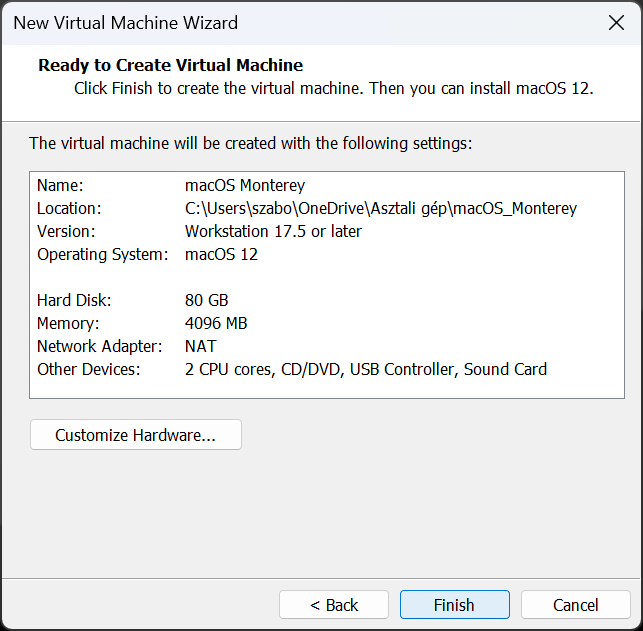 New Virtual Machine Wizard
Ready to Create Virtual Machine
Click Finish to create the virtual machine. Then you can install macOS 12.
The virtual machine will be created with the following settings:
Name: macOS Monterey
Location: C:\Users\szabo\OneDrive\Asztali gép\macOS_Monterey
Version: Workstation 17.5 or later
Operating System: macOS 12
Hard Disk: 80 GB
Memory: 4096 MB
Network Adapter: NAT
Other Devices: 2 CPU cores, CD/DVD, USB Controller, Sound Card
Customize Hardware...
< Back Finish Cancel